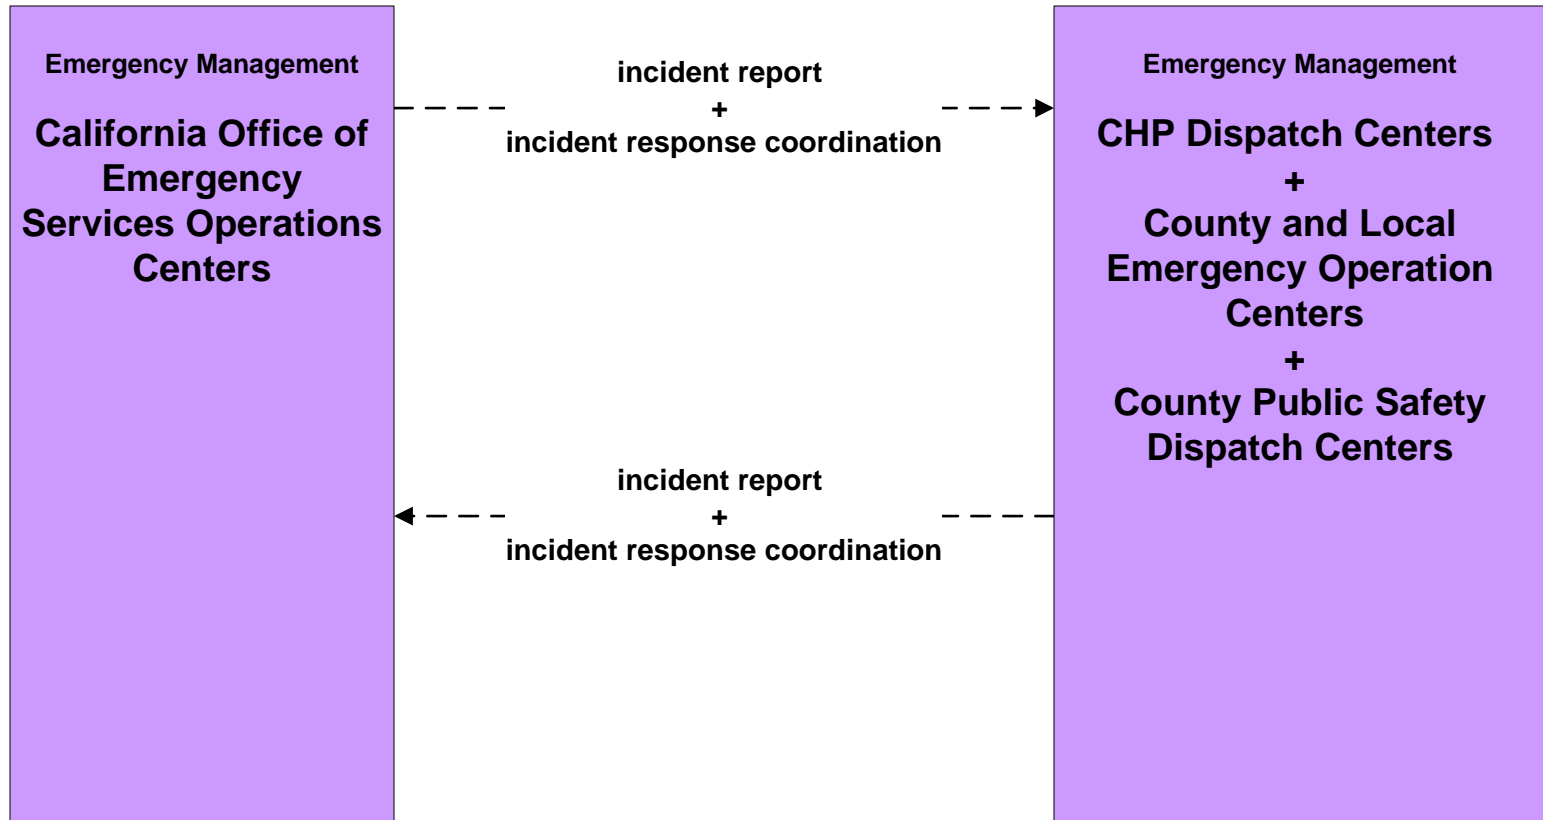 Emergency Management
California Office of
Emergency
Services Operations
Centers
incident report
+
incident response coordination
incident report
+
incident response coordination
Emergency Management
CHP Dispatch Centers
+
County and Local
Emergency Operation
Centers
+
County Public Safety
Dispatch Centers